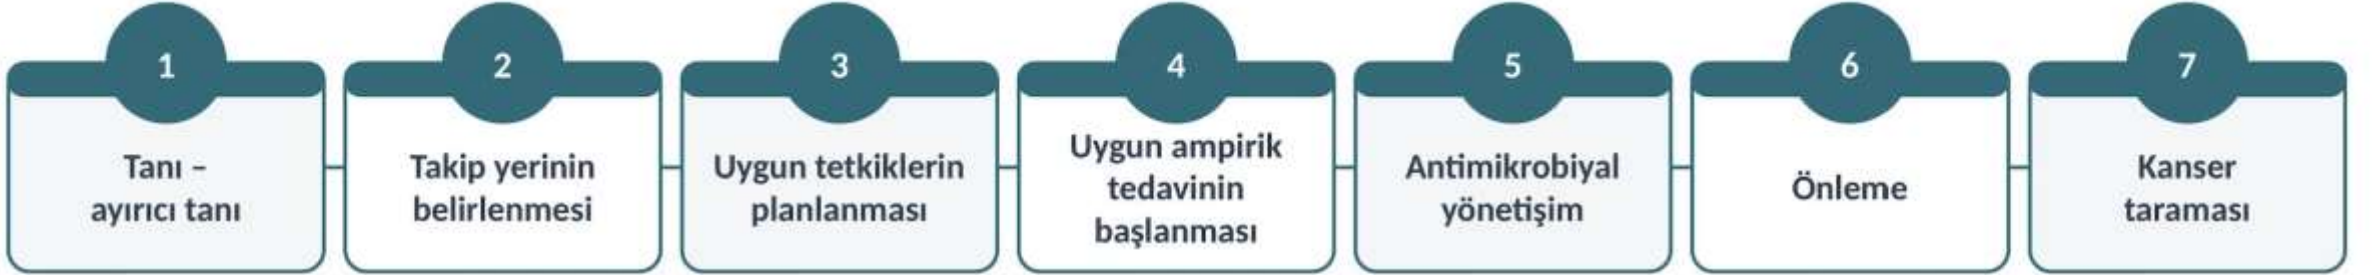 1
Tanı –
ayırıcı tanı
2
Takip yerinin
belirlenmesi
3
Uygun tetkiklerin
planlanması
4
Uygun ampirik
tedavinin
başlanması
5
Antimikrobiyal
yönetişim
6
Önleme
7
Kanser
taraması